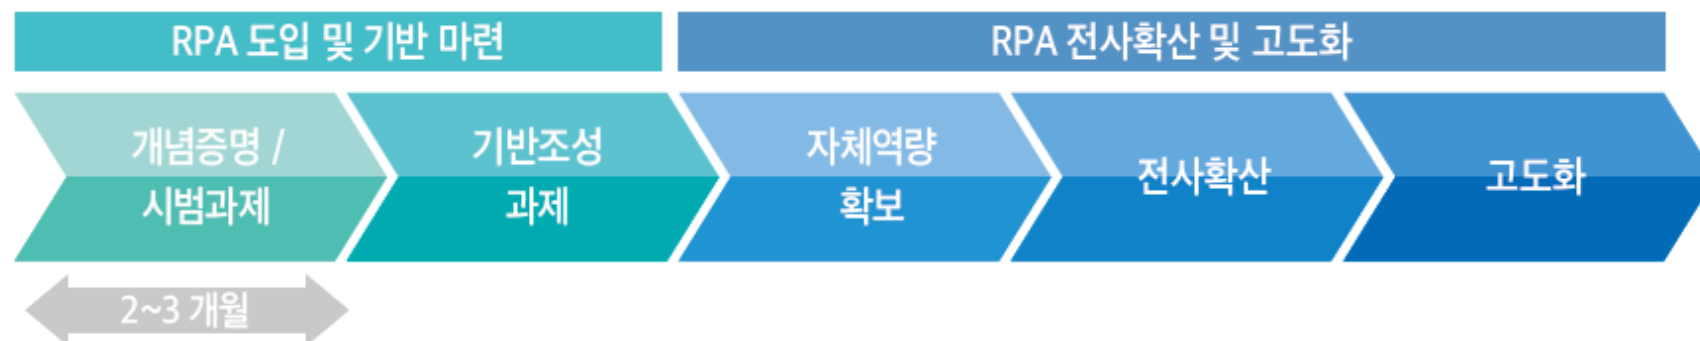 RPA 도입 및 기반 마련
RPA 전사확산 및 고도화
개념증명 /
시범과제
기반조성
과제
자체역량
확보
전사확산
고도화
2~3 개월